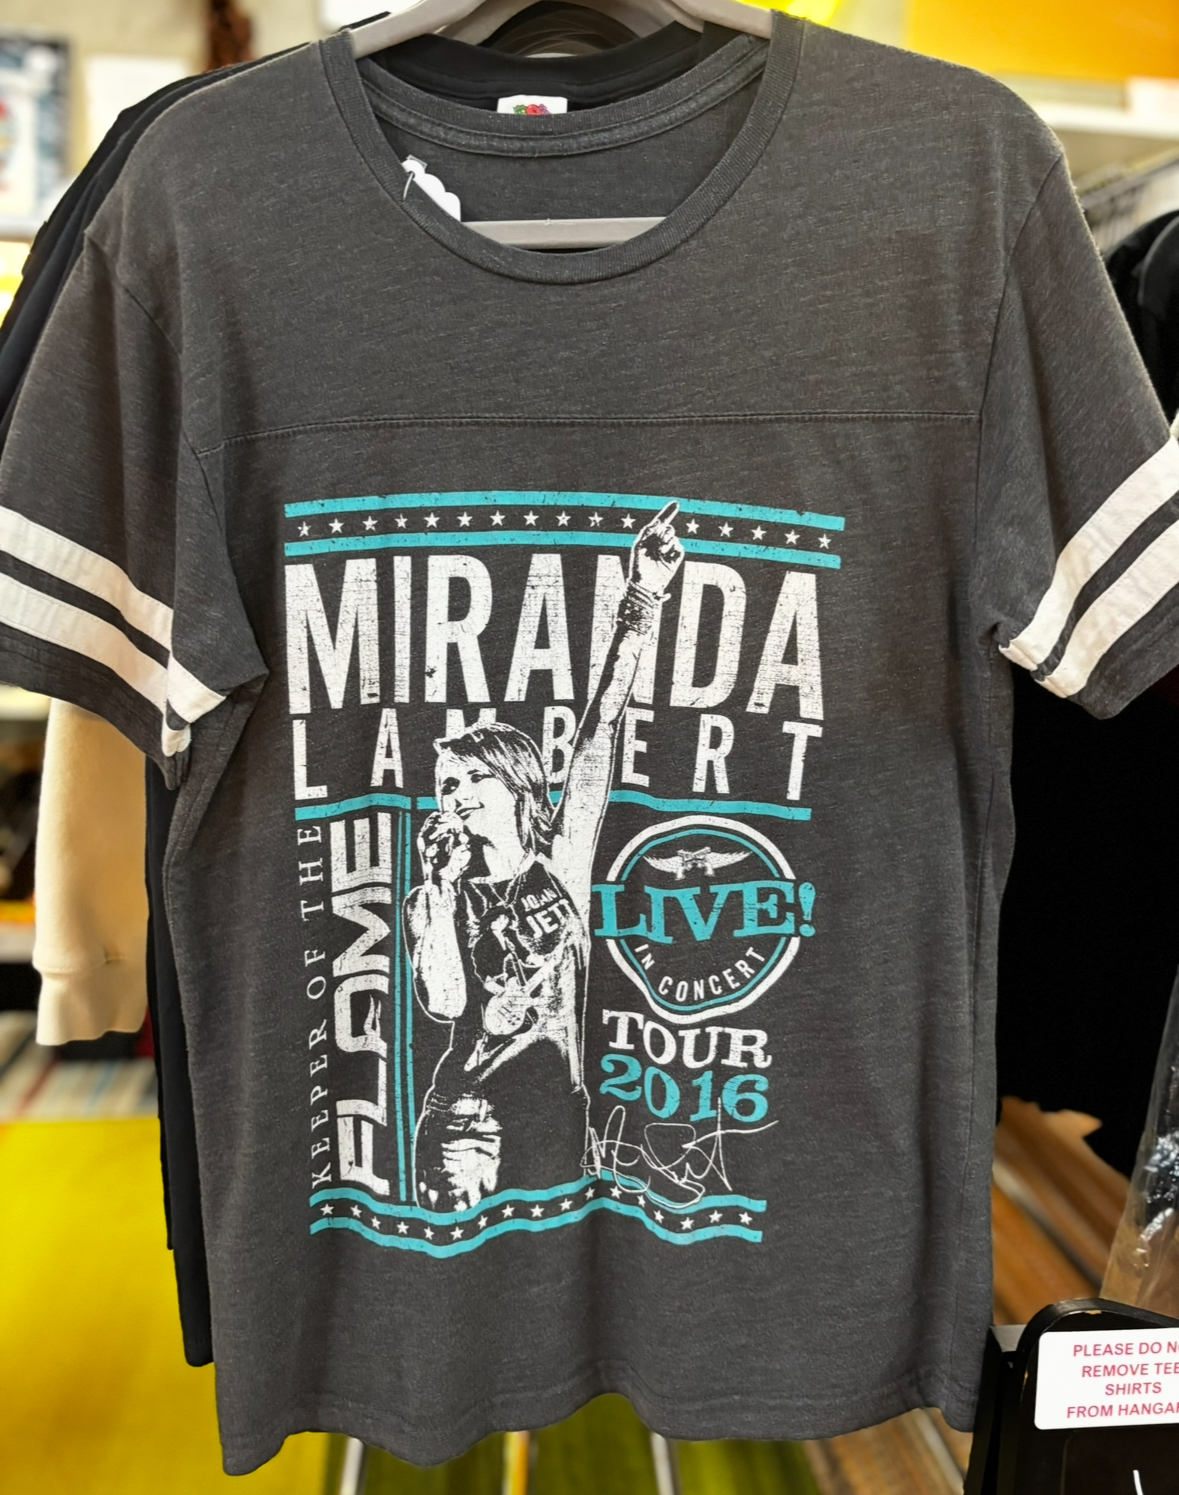 MIRANDA
LAMBERT
KEEPER OF THE
FLAME
JOAN
JETT
LIVE!
IN CONCERT
TOUR
2016
PLEASE DO NO
REMOVE TEE
SHIRTS
FROM HANGAR